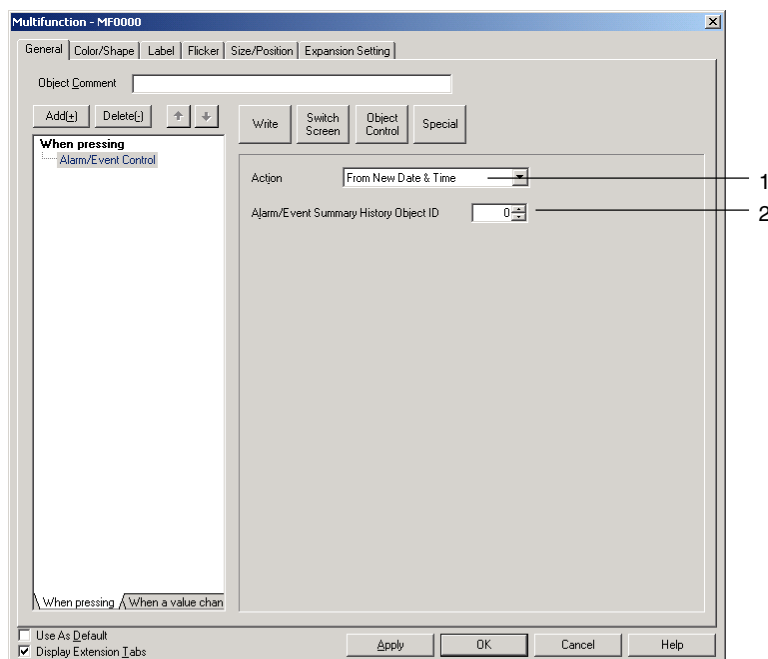 Multifunction - MF0000
General Color/Shape Label Flicker Size/Position Expansion Setting
Object Comment
Add(+) Delete(-)
When pressing
Alarm/Event Control
Write Switch Screen Object Control Special
Action From New Date & Time 1
Alarm/Event Summary History Object ID 0 2
When pressing When a value chan
Use As Default
Display Extension Tabs
Apply OK Cancel Help